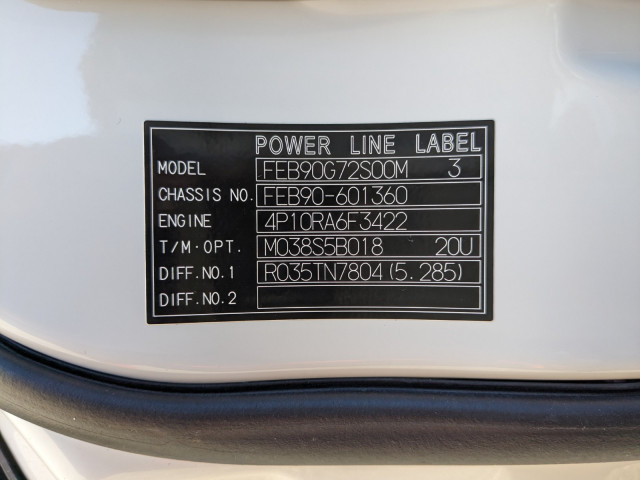 POWER LINE LABEL
MODEL FEB90G72S00M 3
CHASSIS NO. FEB90-601360
ENGINE 4P10RA6F3422
T/M·OPT. M038S5B018 20U
DIFF.NO.1 R035TN7804(5.285)
DIFF.NO.2